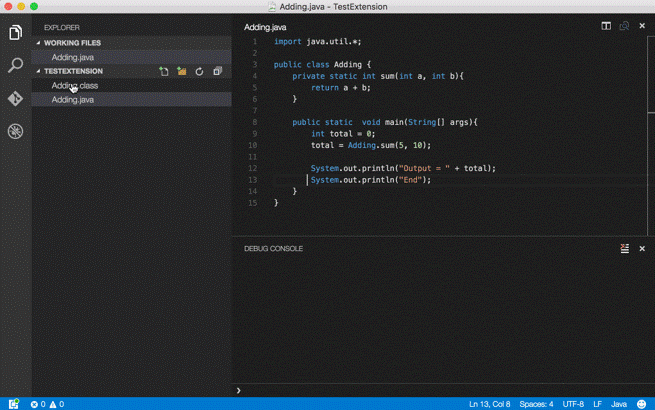 Adding.java - TestExtension
EXPLORER
WORKING FILES
Adding.java
TESTEXTENSION
Adding.class
Adding.java
Adding.java
1 import java.util.*;
2
3 public class Adding {
4 private static int sum(int a, int b){
5 return a + b;
6 }
7
8 public static  void main(String[] args){
9 int total = 0;
10 total = Adding.sum(5, 10);
11
12 System.out.println("Output = " + total);
13 System.out.println("End");
14 }
15 }
DEBUG CONSOLE
0 0 Ln 13, Col 8 Spaces: 4 UTF-8 LF Java